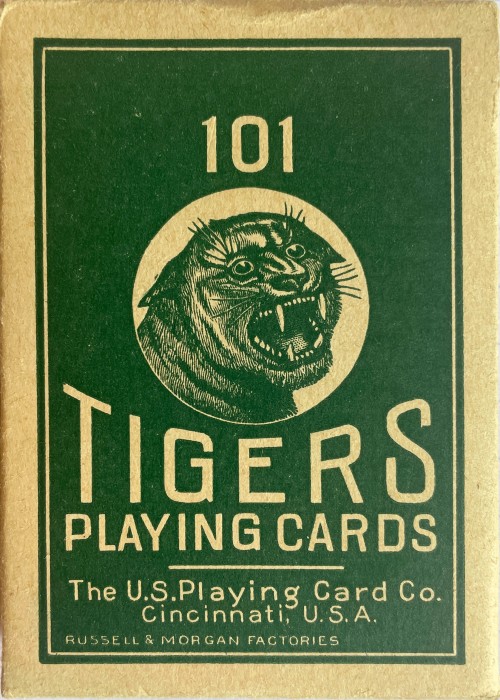 101
TIGERS
PLAYING CARDS
The U.S.Playing Card Co.
Cincinnati, U.S.A.
RUSSELL & MORGAN FACTORIES